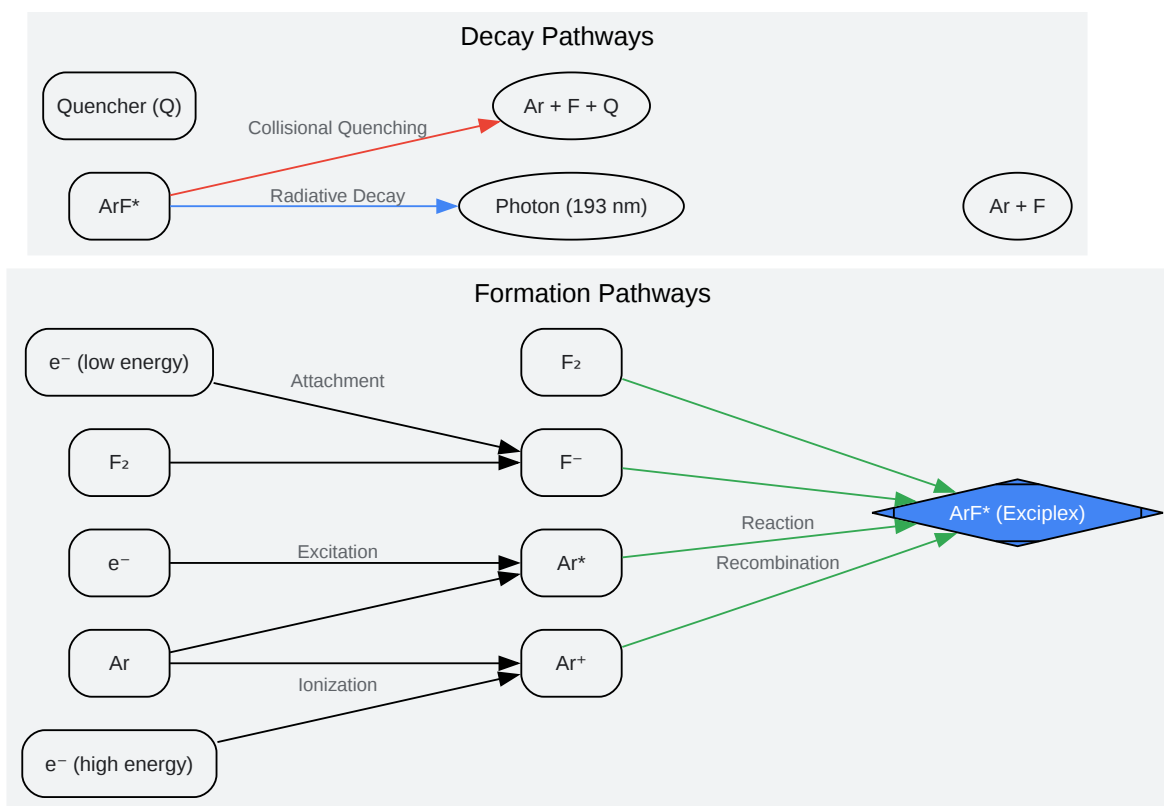 Decay Pathways
Quencher (Q)
Ar + F + Q
Collisional Quenching
ArF*
Radiative Decay
Photon (193 nm)
Ar + F
Formation Pathways
e⁻ (low energy)
Attachment
F₂
F₂
F⁻
ArF* (Exciplex)
e⁻
Excitation
Ar*
Reaction
Recombination
Ar
Ionization
Ar⁺
e⁻ (high energy)